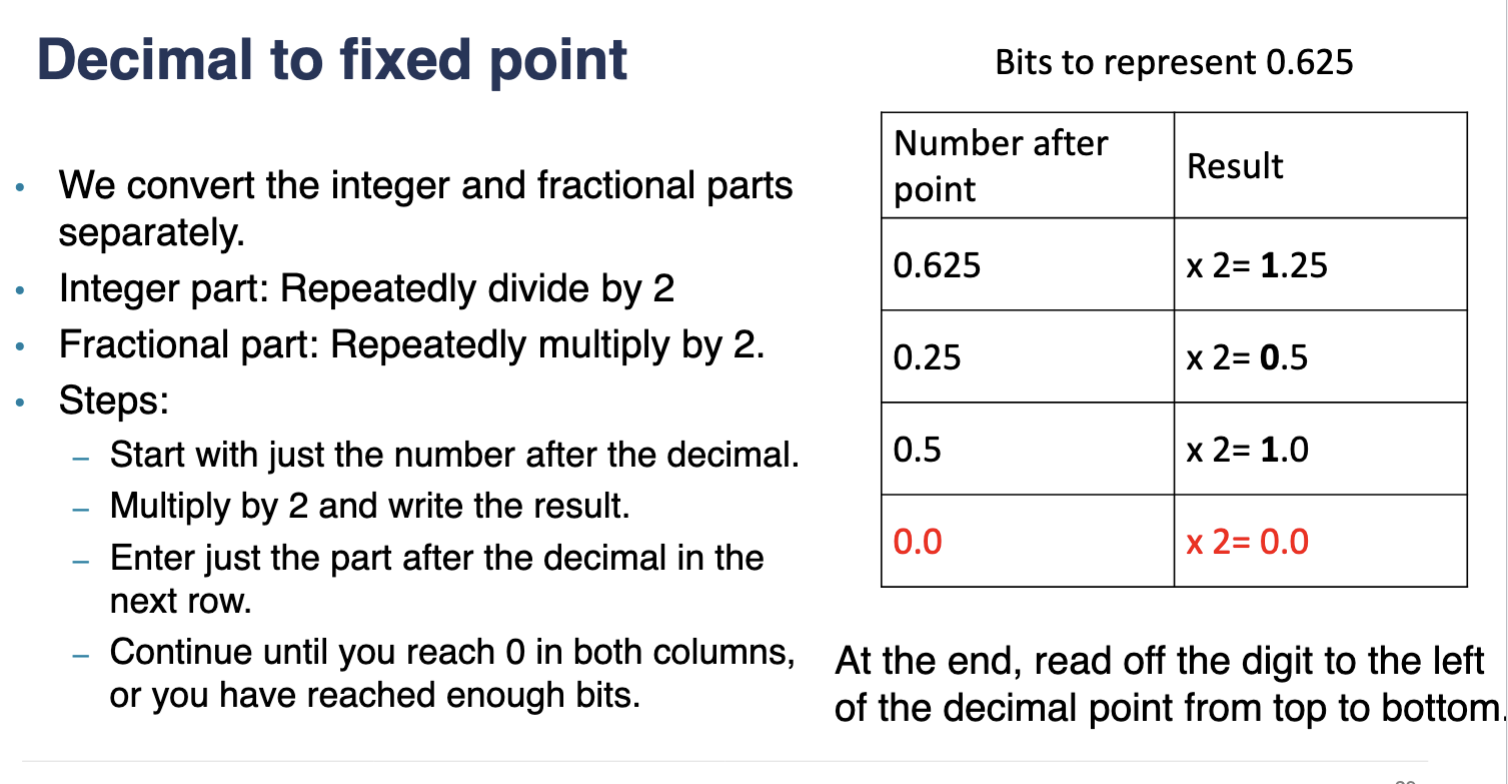 Decimal to fixed point
• We convert the integer and fractional parts
separately.
• Integer part: Repeatedly divide by 2
• Fractional part: Repeatedly multiply by 2.
• Steps:
– Start with just the number after the decimal.
– Multiply by 2 and write the result.
– Enter just the part after the decimal in the
next row.
– Continue until you reach 0 in both columns,
or you have reached enough bits.
Bits to represent 0.625
Number after
point
Result
0.625 x 2= 1.25
0.25 x 2= 0.5
0.5 x 2= 1.0
0.0 x 2= 0.0
At the end, read off the digit to the left
of the decimal point from top to bottom.